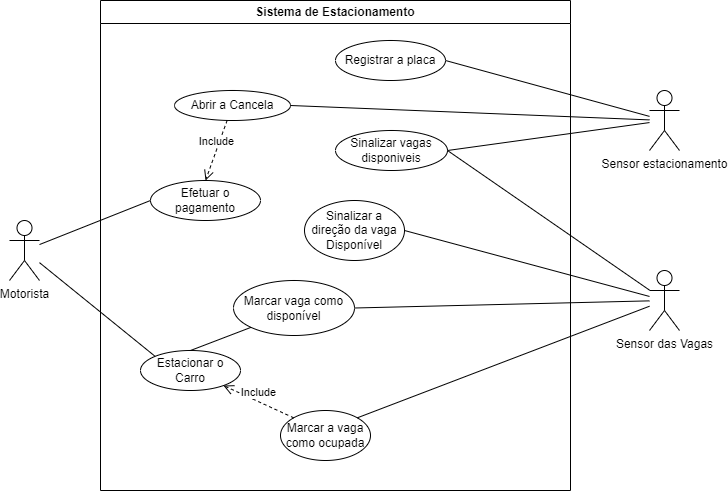 Sistema de Estacionamento
Registrar a placa
Abrir a Cancela
Include
Sinalizar vagas
disponiveis
Sensor estacionamento
Efetuar o
pagamento
Sinalizar a
direção da vaga
Disponível
Motorista
Marcar vaga como
disponível
Sensor das Vagas
Estacionar o
Carro
Include
Marcar a vaga
como ocupada